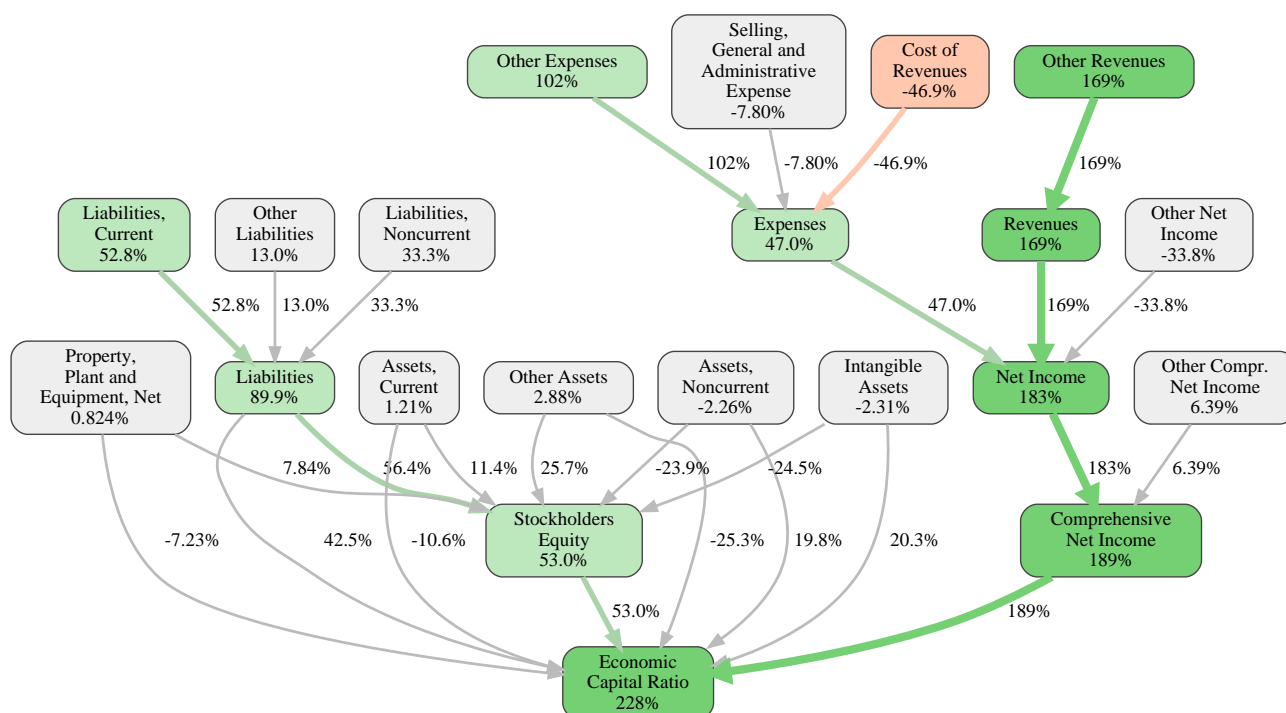 Other Expenses
102%
Selling,
General and
Administrative
Expense
-7.80%
Cost of
Revenues
-46.9%
Other Revenues
169%
102%
-7.80%
-46.9%
169%
Liabilities,
Current
52.8%
Other
Liabilities
13.0%
Liabilities,
Noncurrent
33.3%
Expenses
47.0%
Revenues
169%
Other Net
Income
-33.8%
52.8%
13.0%
33.3%
47.0%
169%
-33.8%
Property,
Plant and
Equipment, Net
0.824%
Liabilities
89.9%
Assets,
Current
1.21%
Other Assets
2.88%
Assets,
Noncurrent
-2.26%
Intangible
Assets
-2.31%
Net Income
183%
Other Compr.
Net Income
6.39%
7.84%
56.4%
11.4%
25.7%
-23.9%
-24.5%
183%
6.39%
Stockholders
Equity
53.0%
Comprehensive
Net Income
189%
-7.23%
42.5%
-10.6%
-25.3%
19.8%
20.3%
53.0%
189%
Economic
Capital Ratio
228%